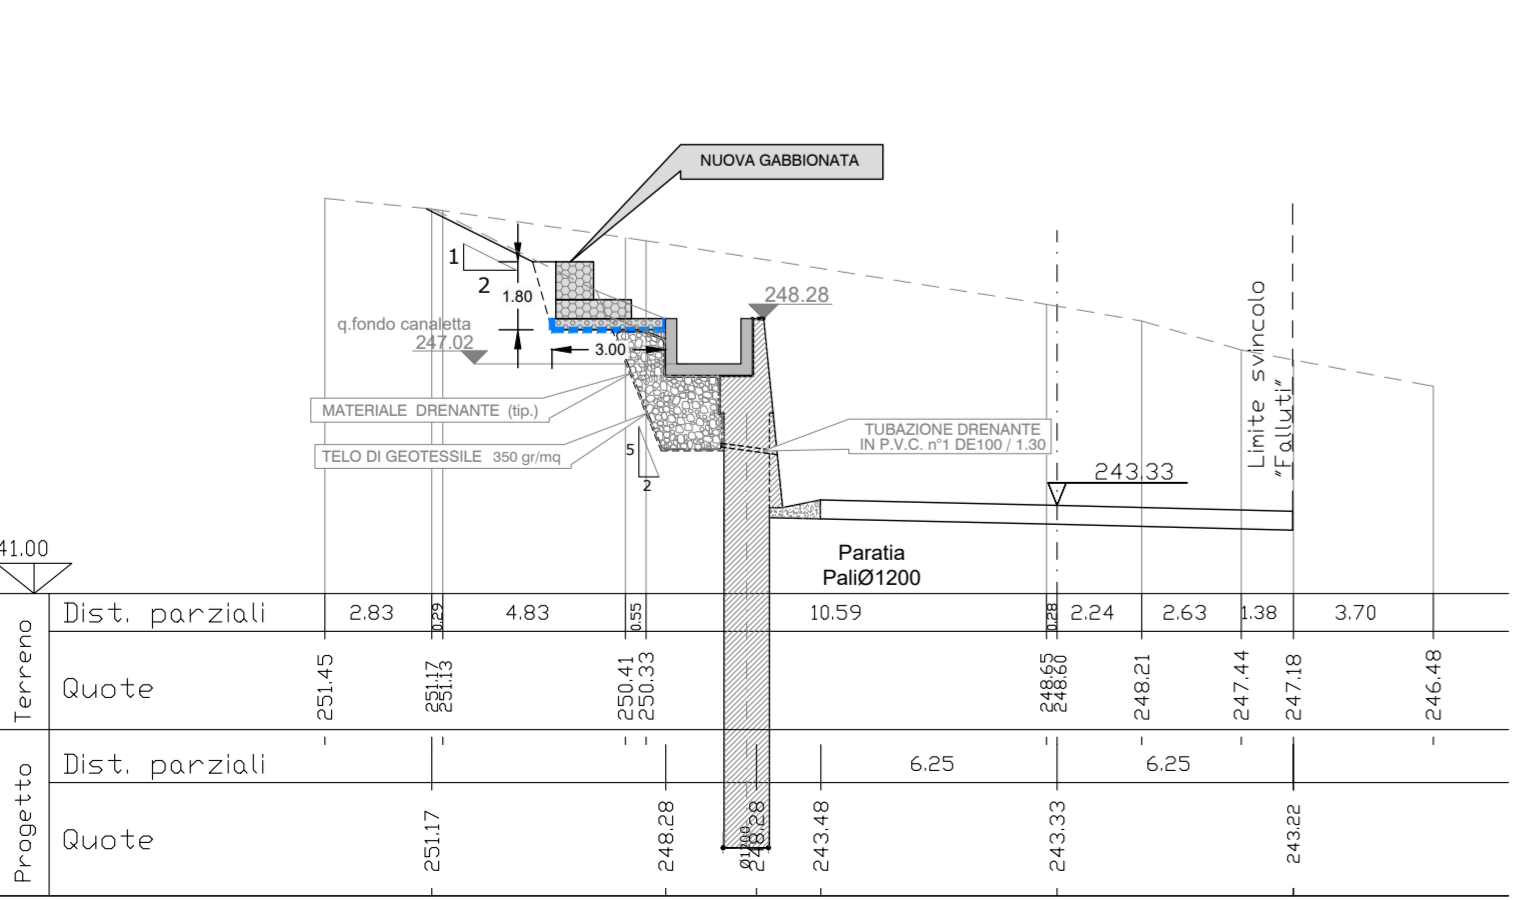 NUOVA GABBIONATA
1
2
1.80
248.28
q.fondo canaletta
247.02
3.00
MATERIALE DRENANTE (tip.)
TELO DI GEOTESSILE 350 gr/mq
5
2
TUBAZIONE DRENANTE
IN P.V.C. n°1 DE100 / 1.30
Limite svincolo
"Falluti"
243.33
41.00
Paratia
PaliØ1200
Terreno
Dist. parziali
2.83
0.29
4.83
0.55
10.59
0.28
2.24
2.63
1.38
3.70
Quote
251.45
251.17
251.13
250.41
250.33
248.65
248.60
248.21
247.44
247.18
246.48
Progetto
Dist. parziali
6.25
6.25
Quote
251.17
248.28
Ø1200
248.28
243.48
243.33
243.22